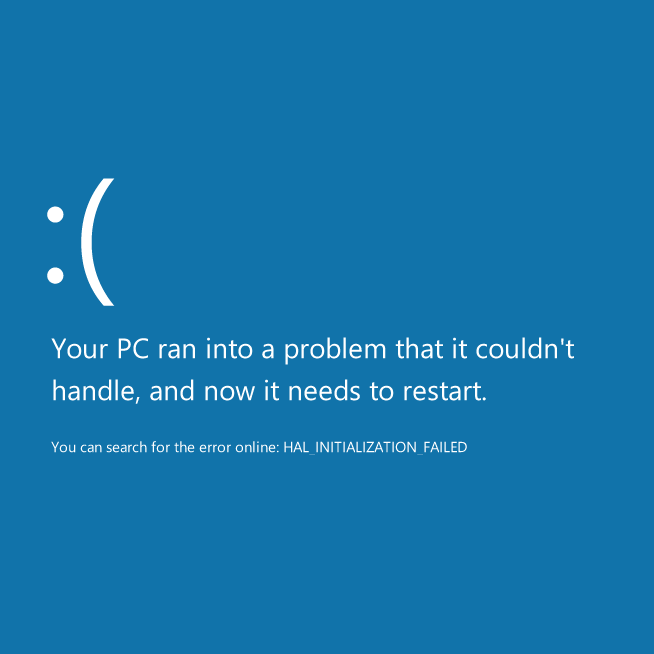 :(
Your PC ran into a problem that it couldn't
handle, and now it needs to restart.
You can search for the error online: HAL_INITIALIZATION_FAILED